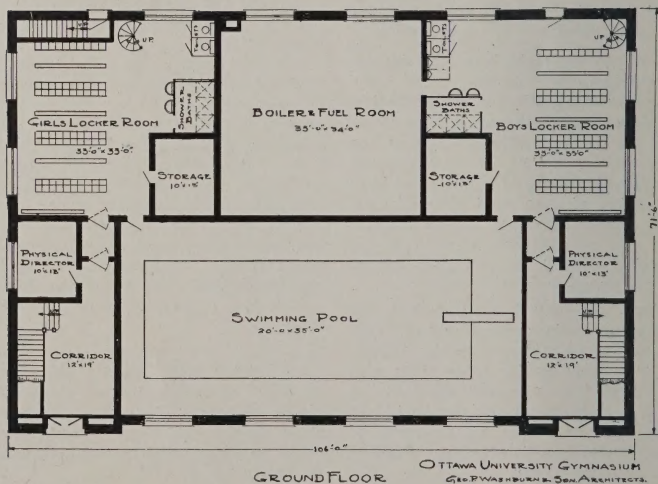 UP
UP.
UP
GIRLS LOCKER ROOM
33'-0" × 33'-0"
SHOWER BATHS
BOILER & FUEL ROOM
33'-0" × 34'-0"
SHOWER BATHS
BOYS LOCKER ROOM
33'-0" × 33'-0"
STORAGE
10' × 15'
STORAGE
10' × 15'
71'-6"
PHYSICAL DIRECTOR
10' × 13'
PHYSICAL DIRECTOR
10' × 13'
SWIMMING POOL
20'-0 × 55'-0"
UP
UP
CORRIDOR
12' × 19'
CORRIDOR
12' × 19'
106'-0"
GROUND FLOOR
OTTAWA UNIVERSITY GYMNASIUM
GEO. P. WASHBURN & SON. ARCHITECTS.